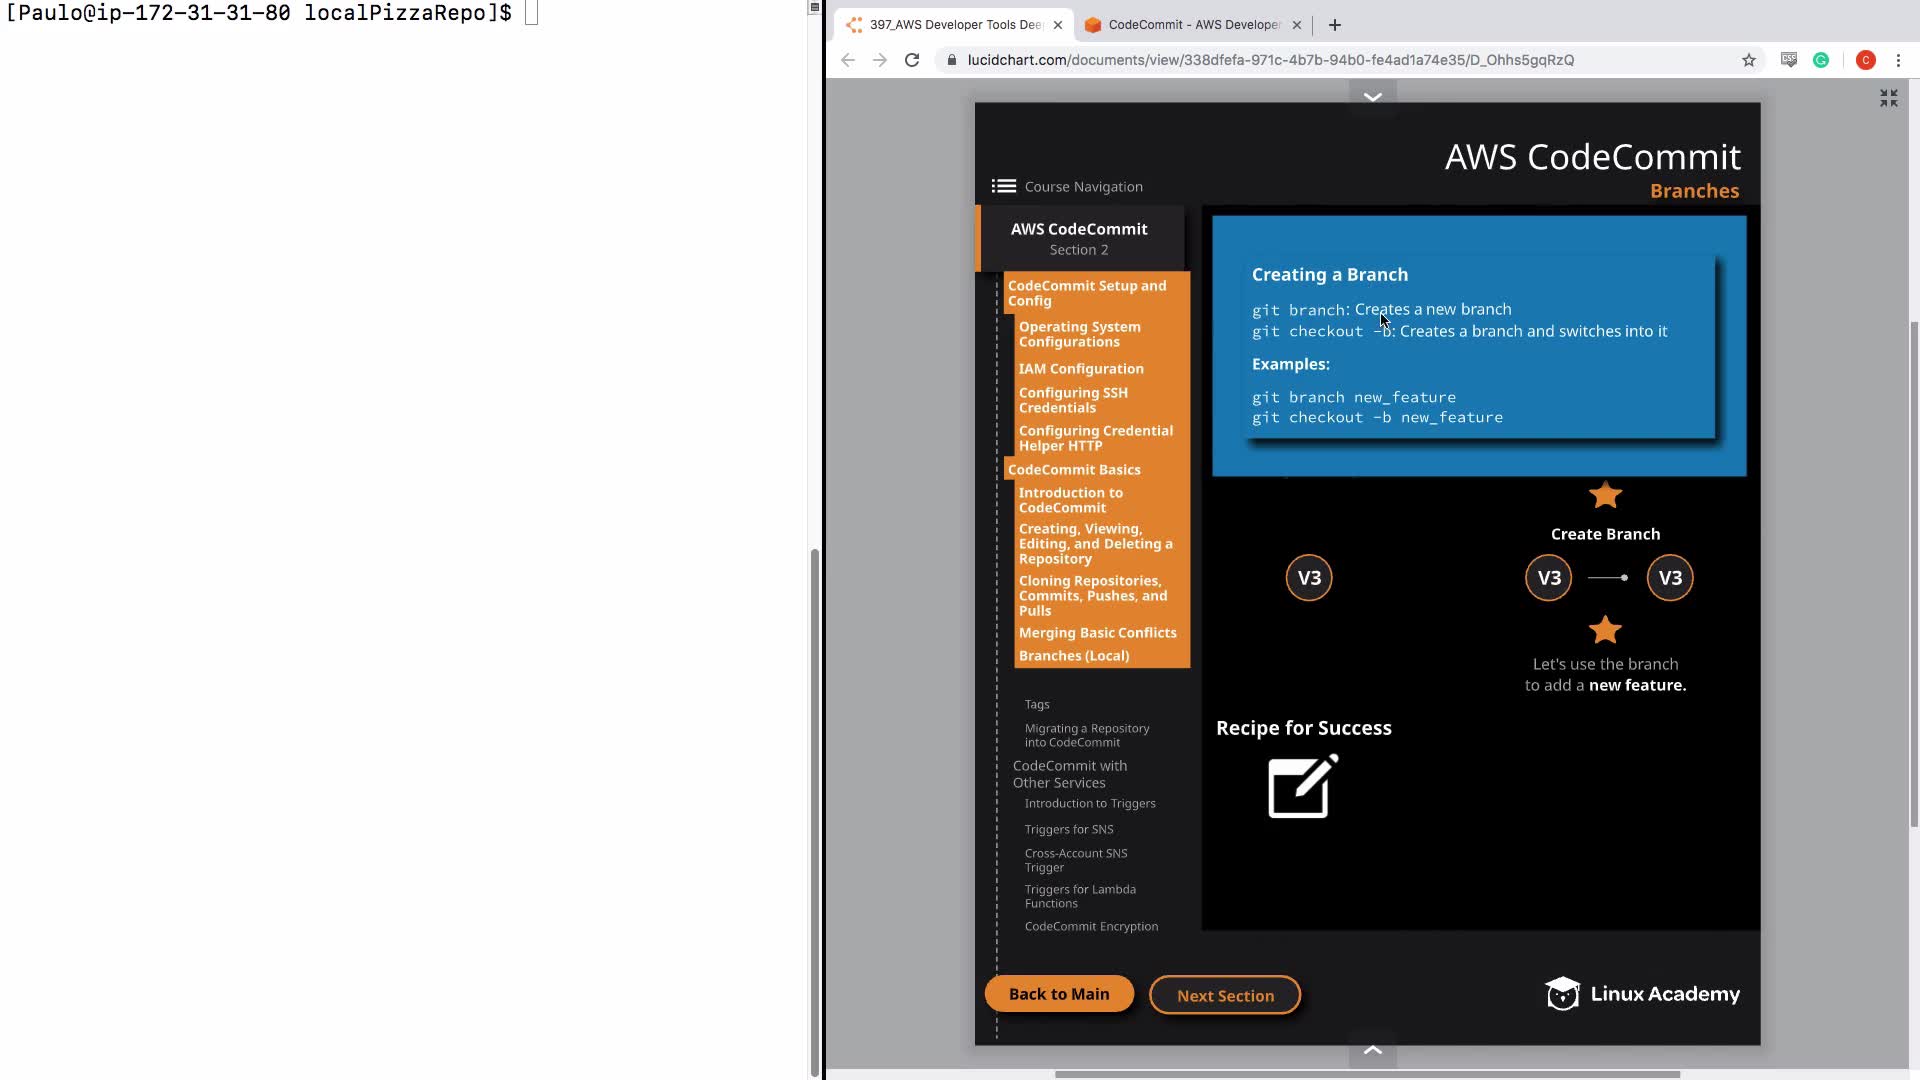 [Paulo@ip-172-31-31-80 localPizzaRepo]$
397_AWS Developer Tools Dee
CodeCommit - AWS Developer
lucidchart.com/documents/view/338dfefa-971c-4b7b-94b0-fe4ad1a74e35/D_Ohhs5gqRzQ
C
AWS CodeCommit
Branches
Course Navigation
AWS CodeCommit
Section 2
CodeCommit Setup and
Config
Operating System
Configurations
IAM Configuration
Configuring SSH
Credentials
Configuring Credential
Helper HTTP
CodeCommit Basics
Introduction to
CodeCommit
Creating, Viewing,
Editing, and Deleting a
Repository
Cloning Repositories,
Commits, Pushes, and
Pulls
Merging Basic Conflicts
Branches (Local)
Tags
Migrating a Repository
into CodeCommit
CodeCommit with
Other Services
Introduction to Triggers
Triggers for SNS
Cross-Account SNS
Trigger
Triggers for Lambda
Functions
CodeCommit Encryption
Creating a Branch
git branch: Creates a new branch
git checkout -b: Creates a branch and switches into it
Examples:
git branch new_feature
git checkout -b new_feature
Create Branch
V3
V3
V3
Let's use the branch
to add a new feature.
Recipe for Success
Back to Main
Next Section
Linux Academy